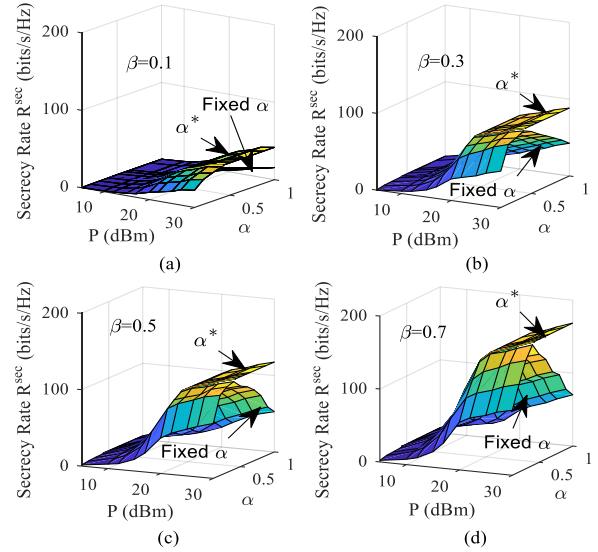 (a)
Secrecy Rate R^sec (bits/s/Hz)
200
100
0
β=0.1
Fixed α
α*
10
20
30
P (dBm)
0.5
1
α
(a)
(b)
Secrecy Rate R^sec (bits/s/Hz)
200
100
0
β=0.3
α*
Fixed α
10
20
30
P (dBm)
0.5
1
α
(b)
(c)
Secrecy Rate R^sec (bits/s/Hz)
200
100
0
β=0.5
α*
Fixed α
10
20
30
P (dBm)
0.5
1
α
(c)
(d)
Secrecy Rate R^sec (bits/s/Hz)
200
100
0
β=0.7
α*
Fixed α
10
20
30
P (dBm)
0.5
1
α
(d)